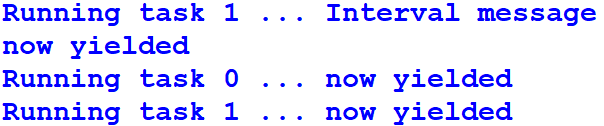 Running task 1 ... Interval message
now yielded
Running task 0 ... now yielded
Running task 1 ... now yielded